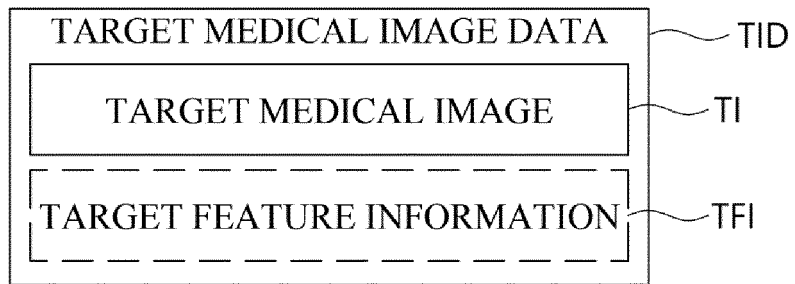 TARGET MEDICAL IMAGE DATA TID
TARGET MEDICAL IMAGE TI
TARGET FEATURE INFORMATION TFI